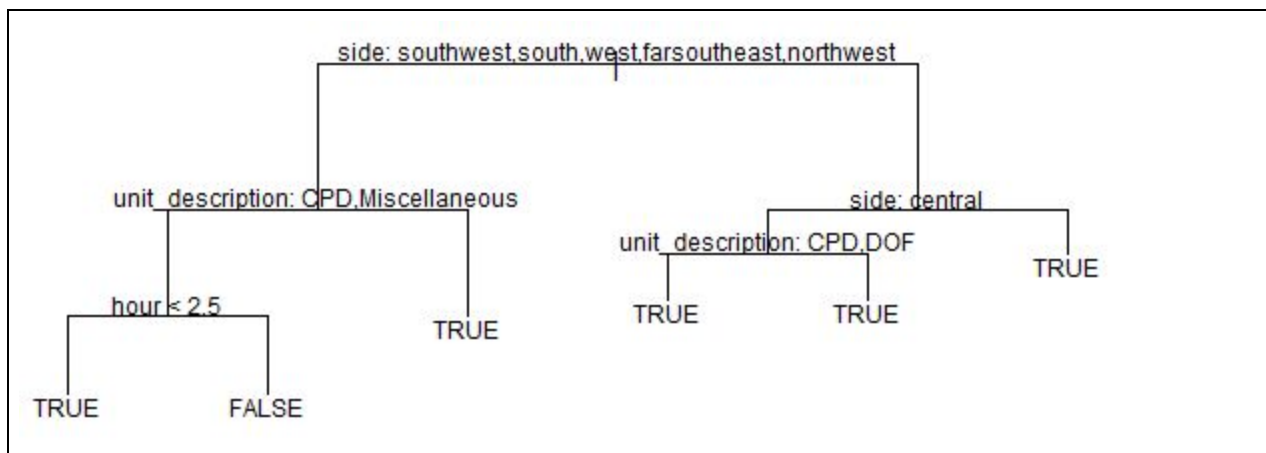 side: southwest,south,west,farsoutheast,northwest
unit_description: CPD,Miscellaneous
side: central
unit_description: CPD,DOF
TRUE
hour < 2.5
TRUE
TRUE
TRUE
TRUE
FALSE